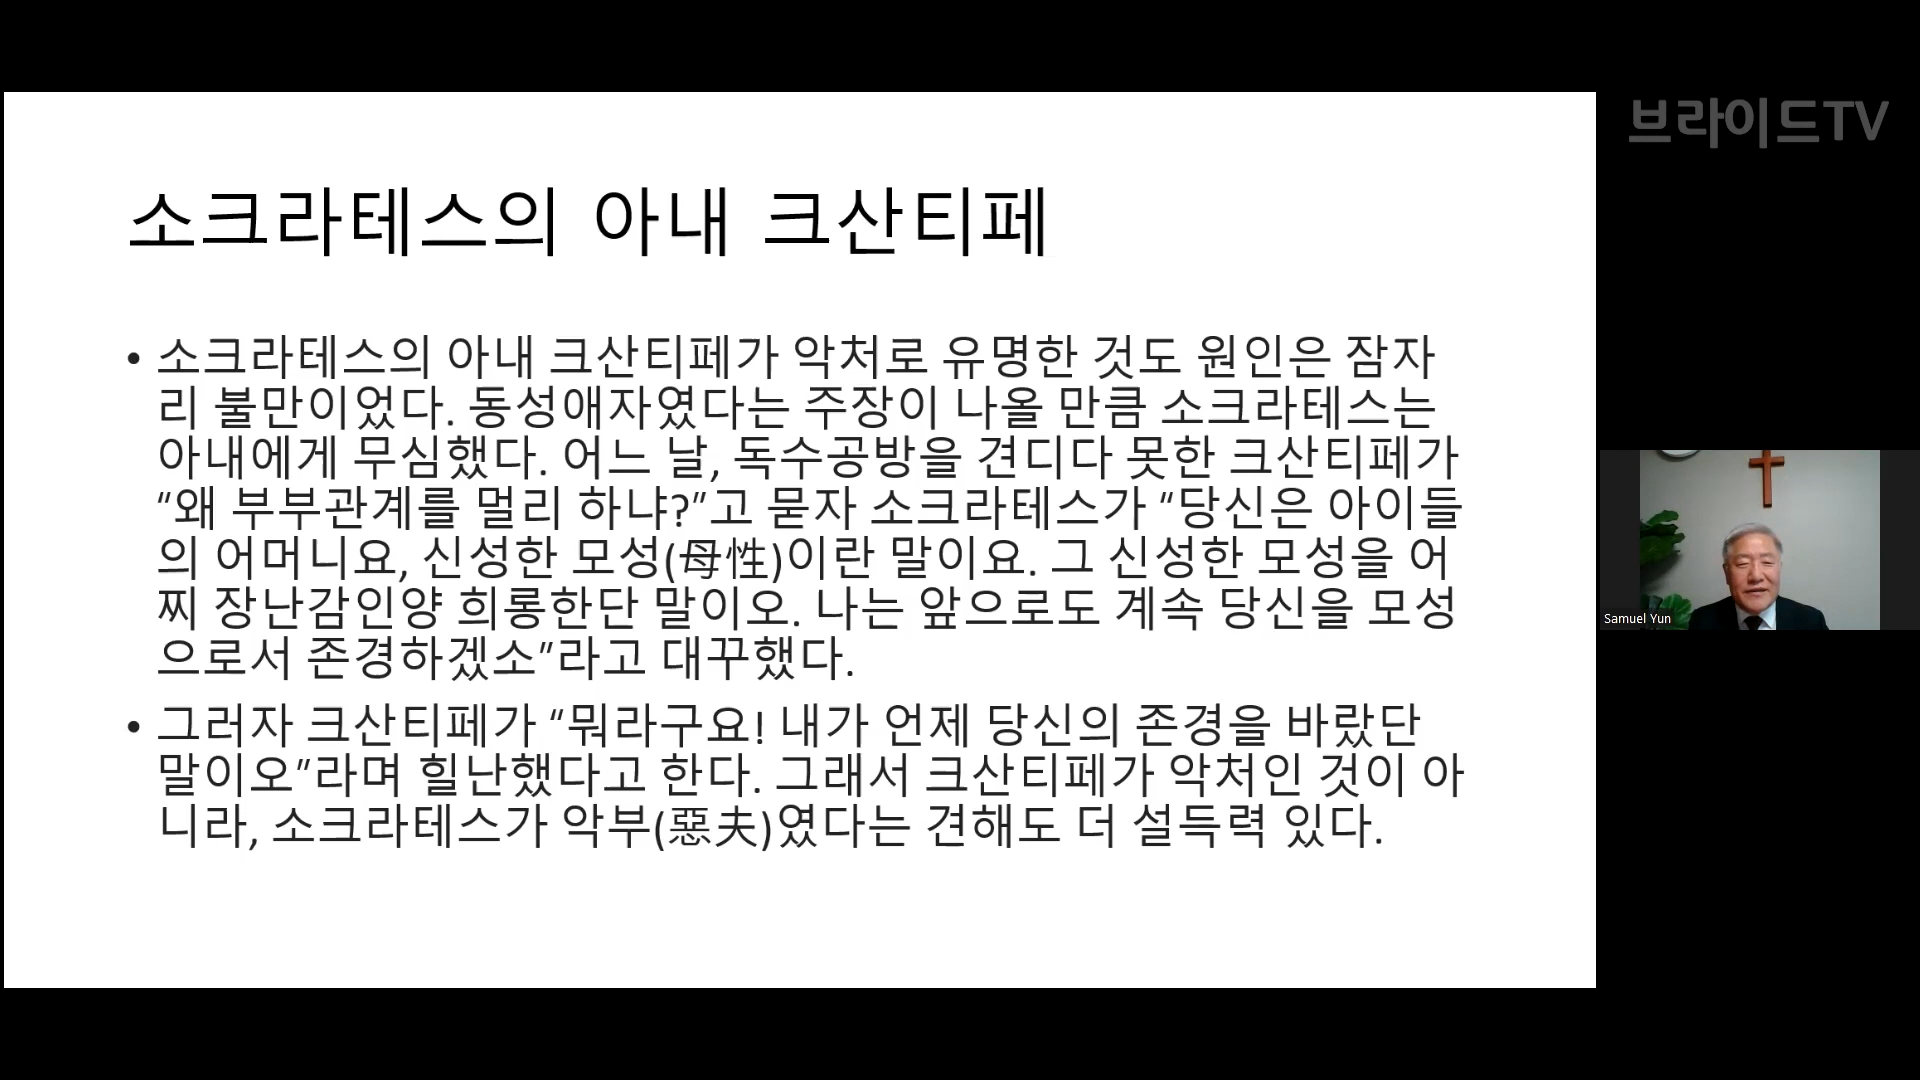 브라이드TV
소크라테스의 아내 크산티페
• 소크라테스의 아내 크산티페가 악처로 유명한 것도 원인은 잠자
리 불만이었다. 동성애자였다는 주장이 나올 만큼 소크라테스는
아내에게 무심했다. 어느 날, 독수공방을 견디다 못한 크산티페가
“왜 부부관계를 멀리 하냐?”고 묻자 소크라테스가 “당신은 아이들
의 어머니요, 신성한 모성(母性)이란 말이요. 그 신성한 모성을 어
찌 장난감인양 희롱한단 말이오. 나는 앞으로도 계속 당신을 모성
으로서 존경하겠소”라고 대꾸했다.
• 그러자 크산티페가 “뭐라구요! 내가 언제 당신의 존경을 바랐단
말이오”라며 힐난했다고 한다. 그래서 크산티페가 악처인 것이 아
니라, 소크라테스가 악부(惡夫)였다는 견해도 더 설득력 있다.
Samuel Yun